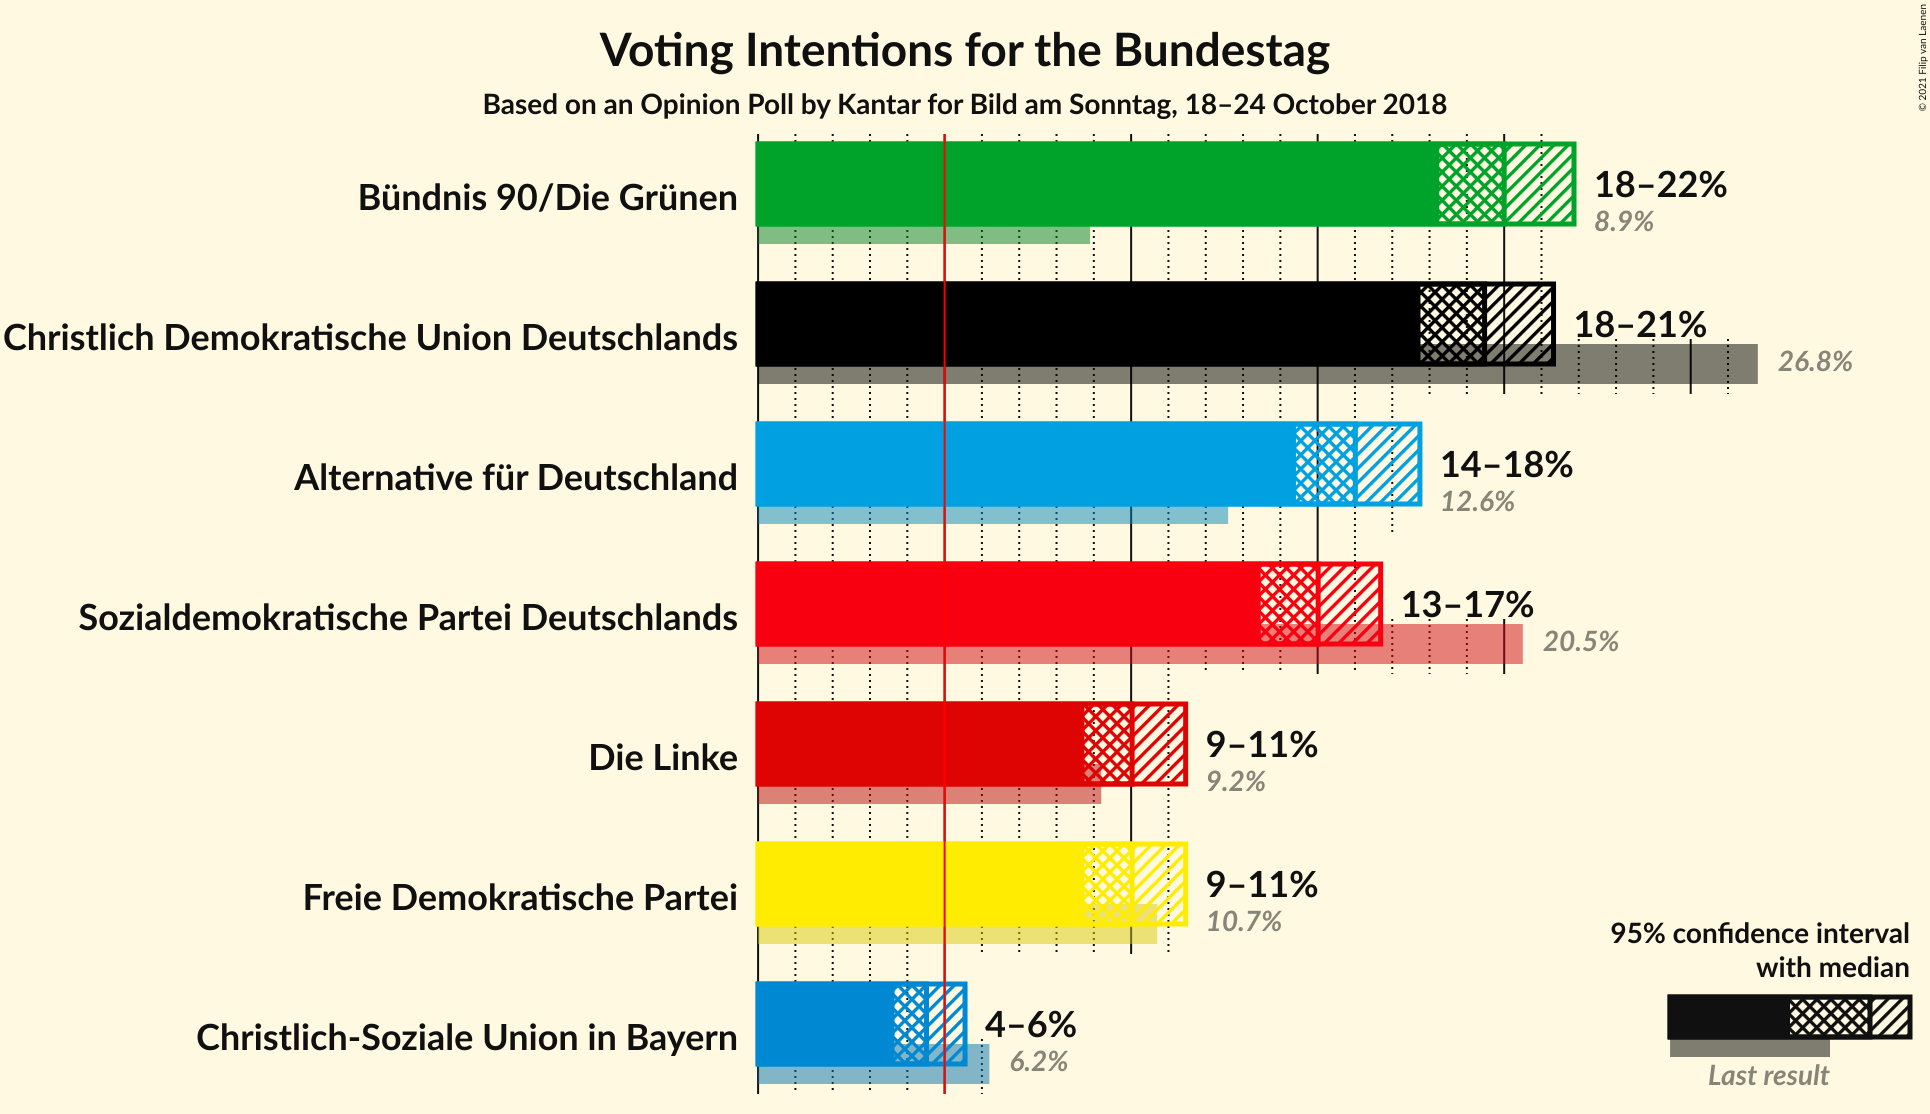 Voting Intentions for the Bundestag
Based on an Opinion Poll by Kantar for Bild am Sonntag, 18–24 October 2018
© 2021 Filip van Laenen
Bündnis 90/Die Grünen
18–22%
8.9%
Christlich Demokratische Union Deutschlands
18–21%
26.8%
Alternative für Deutschland
14–18%
12.6%
Sozialdemokratische Partei Deutschlands
13–17%
20.5%
Die Linke
9–11%
9.2%
Freie Demokratische Partei
9–11%
10.7%
Christlich-Soziale Union in Bayern
4–6%
6.2%
95% confidence interval
with median
Last result